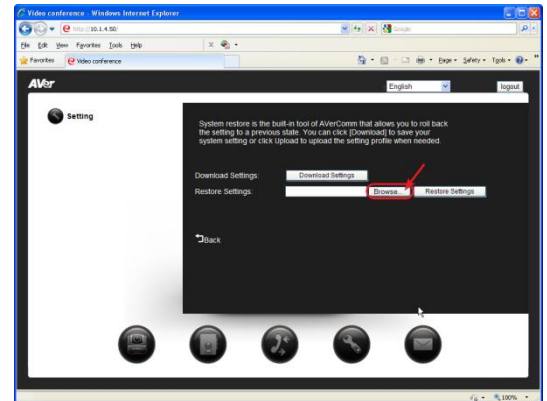 Video conference - Windows Internet Explorer
http://10.1.4.50/
Google
File Edit View Favorites Tools Help
Favorites Video conference
Page Safety Tools
AVer
English
logout
Setting
System restore is the built-in tool of AVerComm that allows you to roll back
the setting to a previous state. You can click [Download] to save your
system setting or click Upload to upload the setting profile when needed.
Download Settings: Download Settings
Restore Settings: Browse... Restore Settings
Back
100%